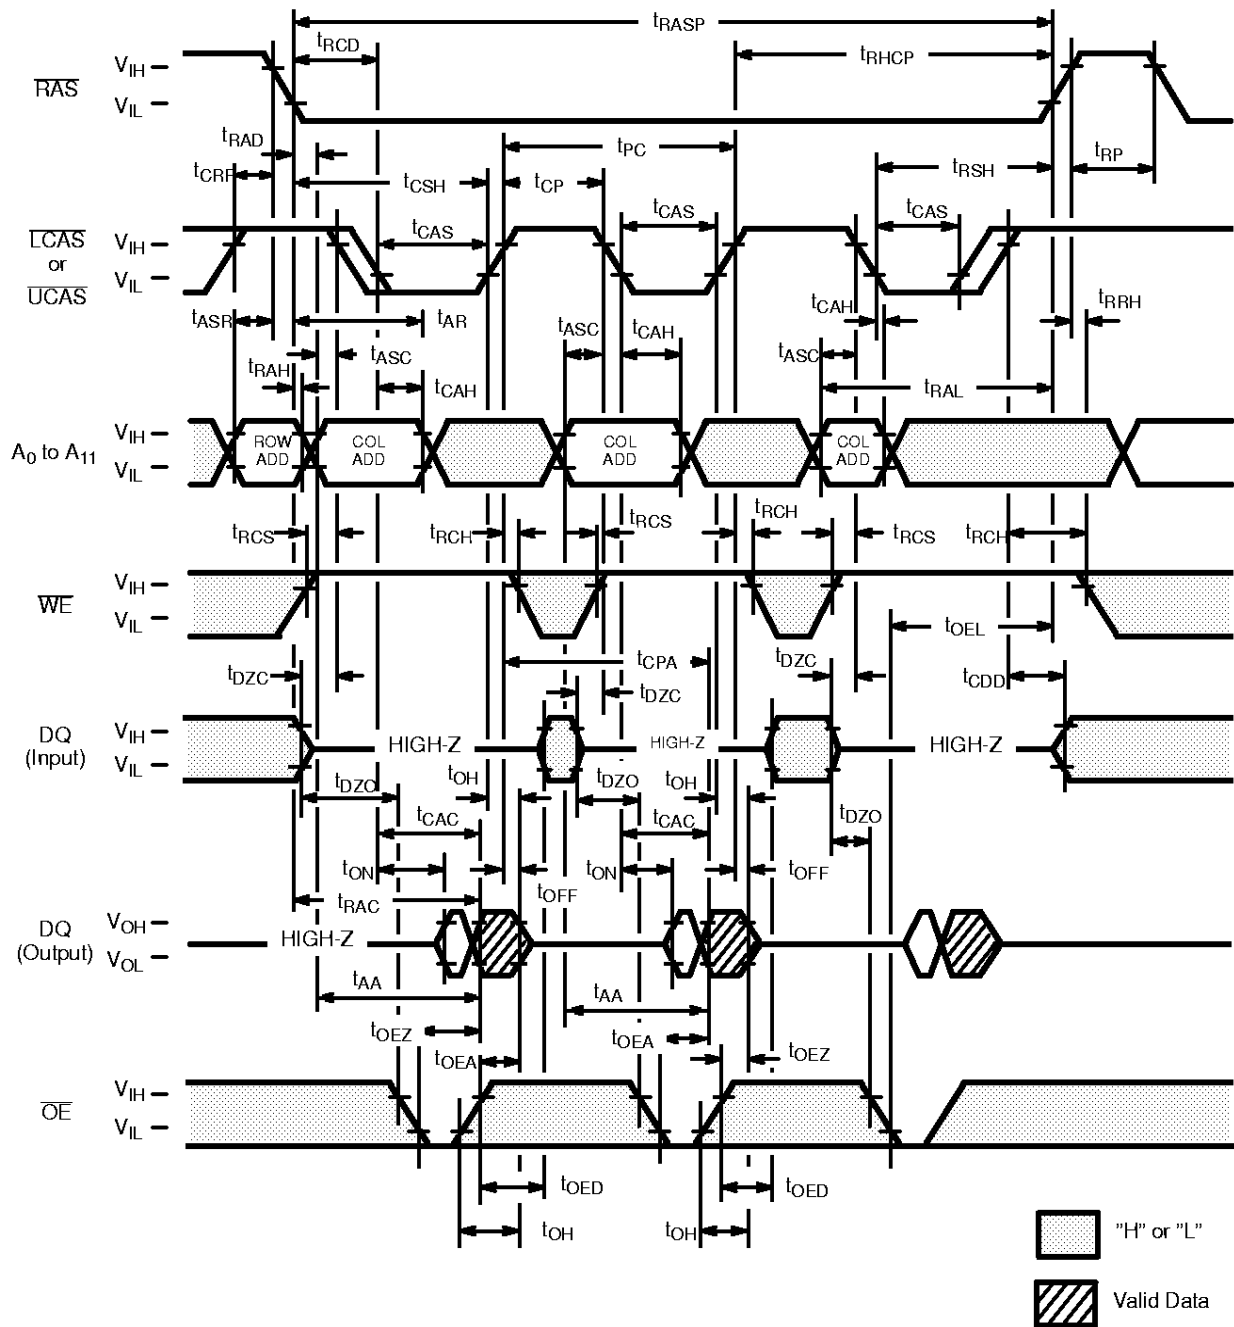 tRASP
tRCD
tRHCP
VIH
RAS
VIL
tRAD
tPC
tRP
tCRP
tCSH
tCP
tRSH
tCAS
tCAS
LCAS
VIH
tCAS
or
VIL
UCAS
tCAH
tRRH
tASR
tAR
tASC
tCAH
tASC
tASC
tRAH
tCAH
tRAL
VIH
ROW ADD
COL ADD
COL ADD
COL ADD
A0 to A11
VIL
tRCS
tRCH
tRCS
tRCH
tRCS
tRCH
VIH
WE
VIL
tOEL
tCPA
tDZC
tDZC
tDZC
tCDD
DQ
VIH
HIGH-Z
HIGH-Z
HIGH-Z
(Input)
VIL
tDZO
tOH
tDZO
tOH
tCAC
tCAC
tDZO
tON
tOFF
tON
tOFF
tRAC
DQ
VOH
HIGH-Z
(Output)
VOL
tAA
tAA
tOEZ
tOEA
tOEA
tOEZ
VIH
OE
VIL
tOED
tOED
tOH
tOH
"H" or "L"
Valid Data